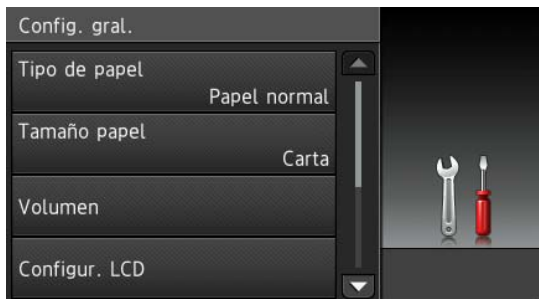 Config. gral.
Tipo de papel
Papel normal
Tamaño papel
Carta
Volumen
Configur. LCD